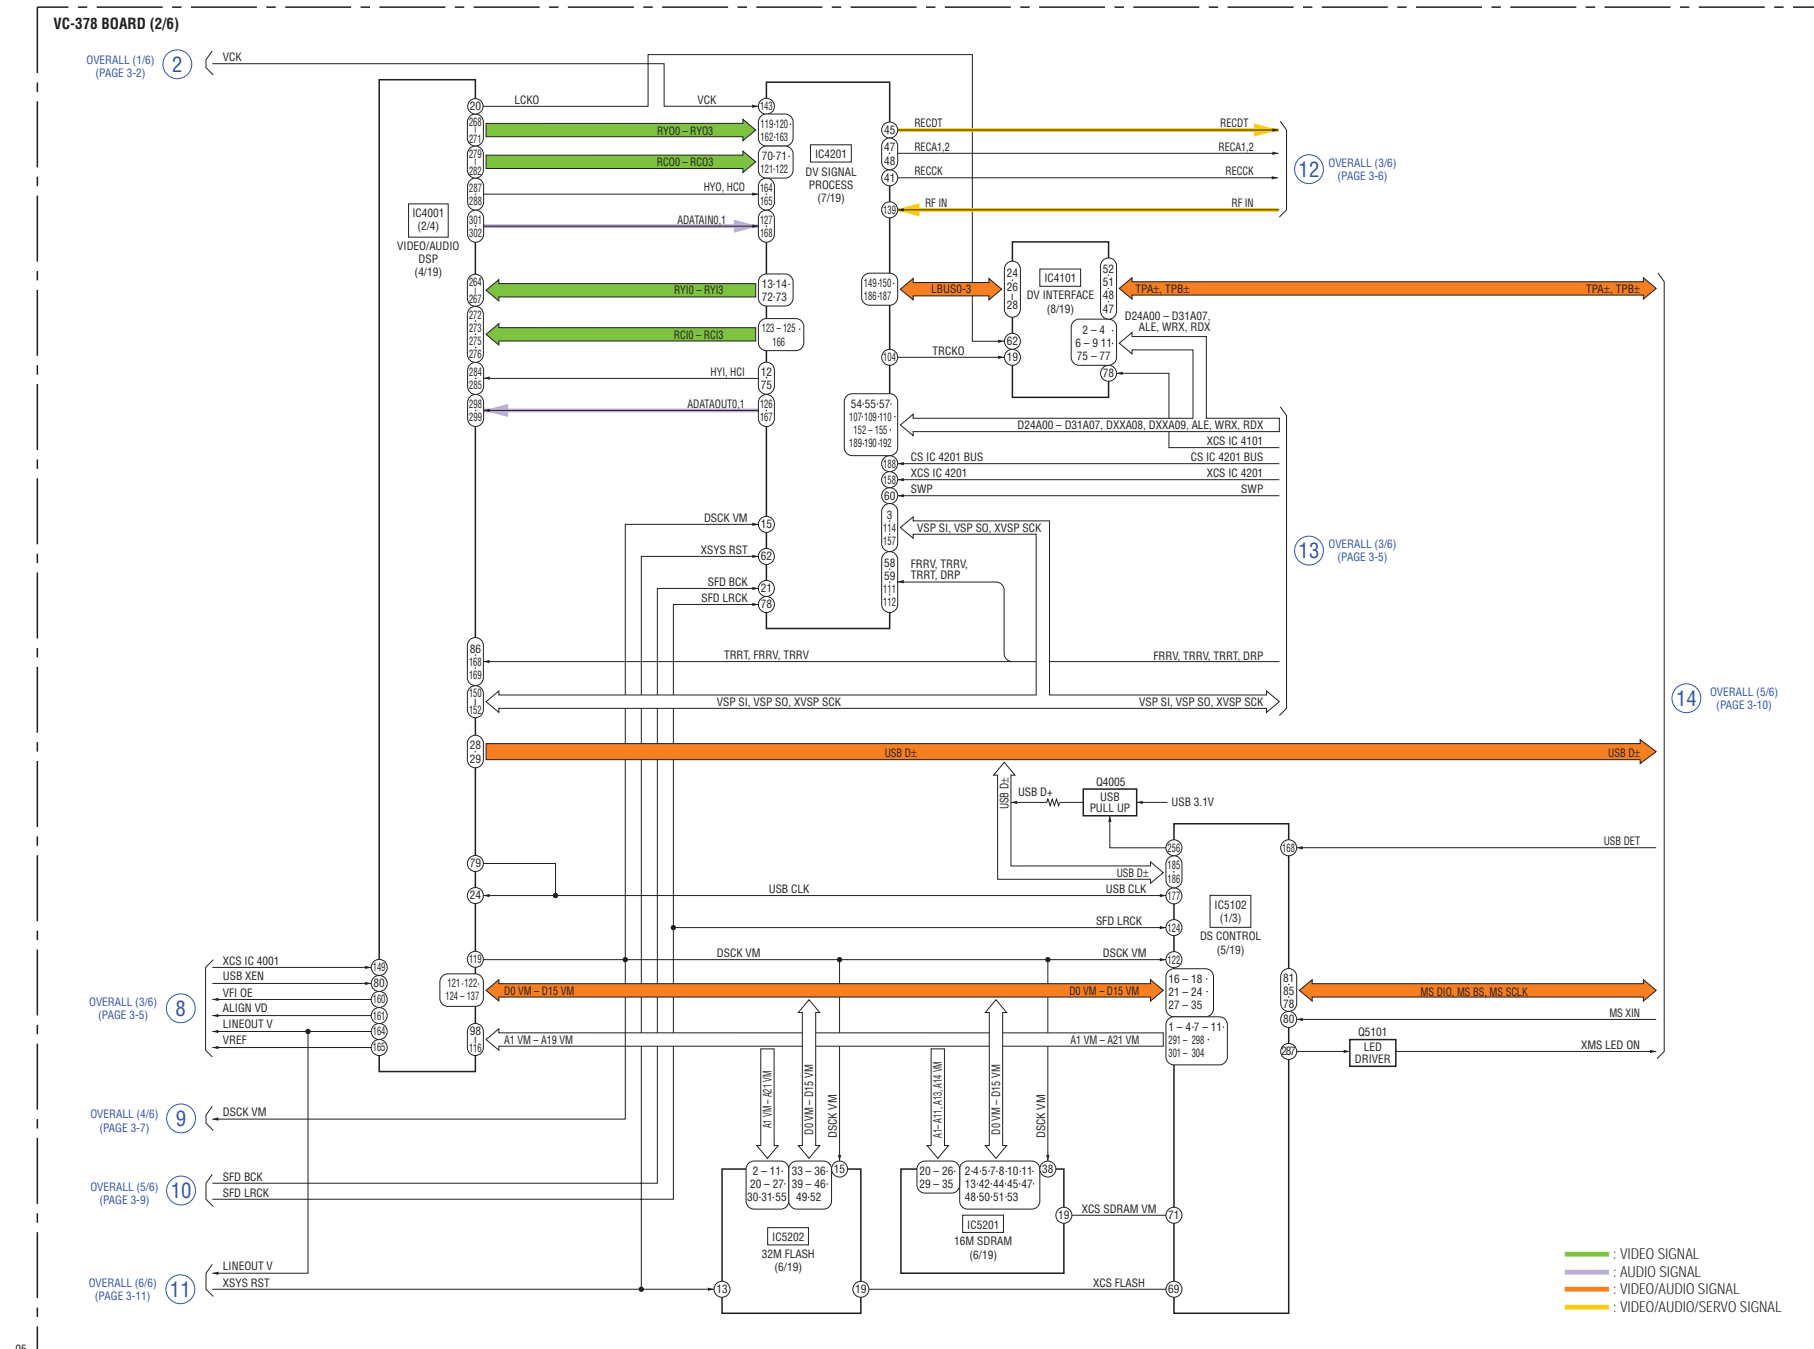 VC-378 BOARD (2/6)
OVERALL (1/6)
(PAGE 3-2)
2
VCK
20
LCKO
VCK
143
268
271
RYO0 – RYO3
119·120·
162·163
279
282
RCO0 – RCO3
70·71·
121·122
287
288
HYO, HCO
164
165
301
302
ADATAIN0,1
127
168
IC4001
(2/4)
VIDEO/AUDIO
DSP
(4/19)
264
267
RYI0 – RYI3
13·14·
72·73
272
273
275
276
RCI0 – RCI3
123 – 125 ·
166
284
285
HYI, HCI
12
75
298
299
ADATAOUT0,1
126
167
IC4201
DV SIGNAL
PROCESS
(7/19)
45
RECDT
RECDT
47
48
RECA1,2
RECA1,2
41
RECCK
RECCK
139
RF IN
RF IN
12
OVERALL (3/6)
(PAGE 3-6)
149·150·
186·187
LBUS0-3
24
26
28
IC4101
DV INTERFACE
(8/19)
52
51
48
47
TPA±, TPB±
TPA±, TPB±
D24A00 – D31A07,
ALE, WRX, RDX
2 – 4 ·
6 – 9 11·
75 – 77
62
104
TRCKO
19
78
54·55·57·
107·109·110 ·
152 – 155 ·
189·190·192
D24A00 – D31A07, DXXA08, DXXA09, ALE, WRX, RDX
XCS IC 4101
188
CS IC 4201 BUS
CS IC 4201 BUS
158
XCS IC 4201
XCS IC 4201
60
SWP
SWP
DSCK VM
15
3
114
157
VSP SI, VSP SO, XVSP SCK
XSYS RST
62
58
59
111
112
FRRV, TRRV,
TRRT, DRP
SFD BCK
21
SFD LRCK
78
13
OVERALL (3/6)
(PAGE 3-5)
86
168
169
TRRT, FRRV, TRRV
FRRV, TRRV, TRRT, DRP
150
152
VSP SI, VSP SO, XVSP SCK
VSP SI, VSP SO, XVSP SCK
14
OVERALL (5/6)
(PAGE 3-10)
28
29
USB D±
USB D±
USB D±
USB D+
Q4005
USB
PULL UP
USB 3.1V
256
168
USB DET
79
USB D±
185
186
24
USB CLK
USB CLK
177
IC5102
(1/3)
DS CONTROL
(5/19)
SFD LRCK
124
119
DSCK VM
DSCK VM
122
OVERALL (3/6)
(PAGE 3-5)
8
XCS IC 4001
149
USB XEN
80
VFI OE
160
ALIGN VD
161
LINEOUT V
164
VREF
165
121·122·
124 – 137
D0 VM – D15 VM
D0 VM – D15 VM
16 – 18 ·
21 – 24 ·
27 – 35
81
85
78
MS DIO, MS BS, MS SCLK
80
MS XIN
98
116
A1 VM – A19 VM
A1 VM – A21 VM
1 – 4·7 – 11·
291 – 298 ·
301 – 304
287
Q5101
LED
DRIVER
XMS LED ON
A1 VM – A21 VM
D0 VM – D15 VM
DSCK VM
A1– A11, A13, A14 VM
D0 VM – D15 VM
DSCK VM
OVERALL (4/6)
(PAGE 3-7)
9
DSCK VM
OVERALL (5/6)
(PAGE 3-9)
10
SFD BCK
SFD LRCK
2 – 11·
20 – 27·
30·31·55
33 – 36·
39 – 46·
49·52
15
20 – 26·
29 – 35
2·4·5·7·8·10·11·
13·42·44·45·47·
48·50·51·53
38
IC5202
32M FLASH
(6/19)
IC5201
16M SDRAM
(6/19)
19
XCS SDRAM VM
71
OVERALL (6/6)
(PAGE 3-11)
11
LINEOUT V
XSYS RST
13
19
XCS FLASH
69
: VIDEO SIGNAL
: AUDIO SIGNAL
: VIDEO/AUDIO SIGNAL
: VIDEO/AUDIO/SERVO SIGNAL